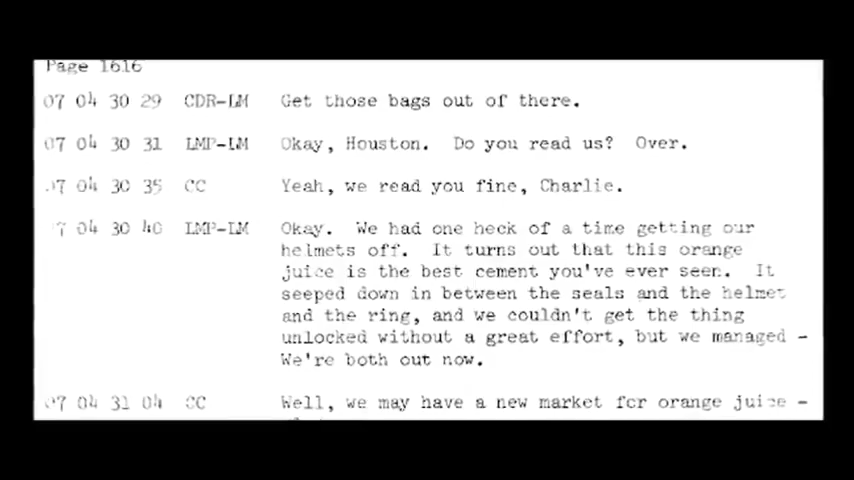 Page 1616
07 04 30 29 CDR-LM Get those bags out of there.
07 04 30 31 LMP-LM Okay, Houston. Do you read us? Over.
07 04 30 35 CC Yeah, we read you fine, Charlie.
7 04 30 40 LMP-LM Okay. We had one heck of a time getting our
helmets off. It turns out that this orange
juice is the best cement you've ever seen. It
seeped down in between the seals and the helmet
and the ring, and we couldn't get the thing
unlocked without a great effort, but we managed -
We're both out now.
07 04 31 04 CC Well, we may have a new market for orange juice -